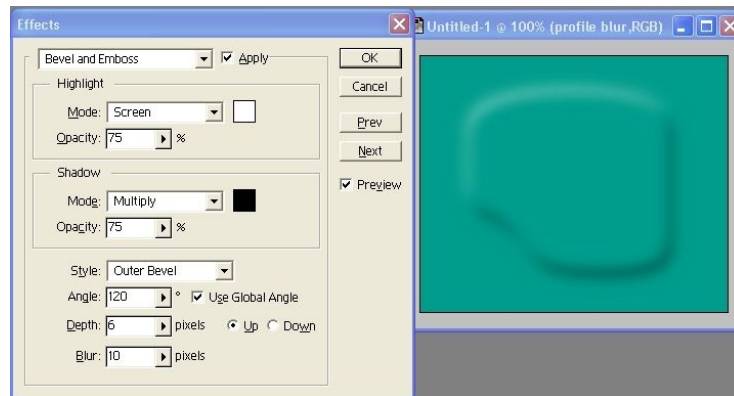 Effects
Untitled-1 @ 100% (profile blur,RGB)
Bevel and Emboss
Apply
OK
Highlight
Cancel
Mode: Screen
Opacity: 75 %
Prev
Next
Shadow
Preview
Mode: Multiply
Opacity: 75 %
Style: Outer Bevel
Angle: 120 ° Use Global Angle
Depth: 6 pixels Up Down
Blur: 10 pixels